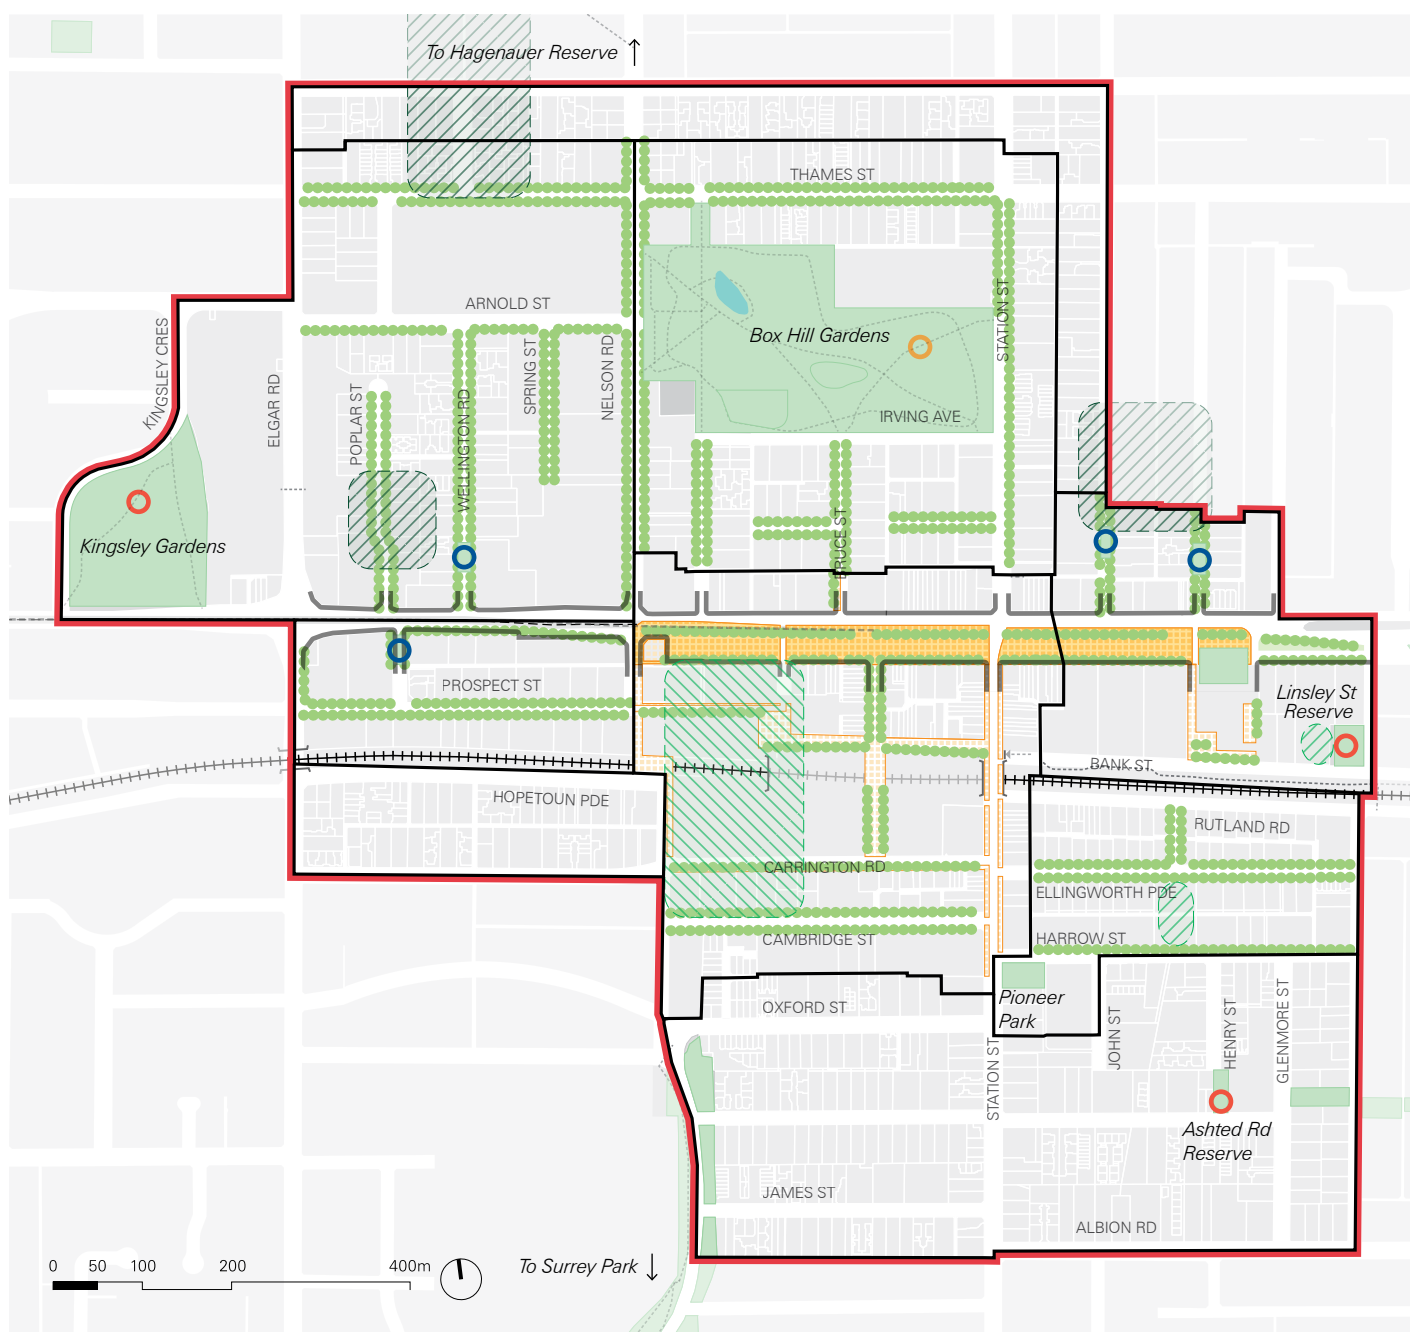 To Hagenauer Reserve
THAMES ST
ARNOLD ST
STATION ST
Box Hill Gardens
KINGSLEY CRES
ELGAR RD
POPLAR ST
WELLINGTON RD
SPRING ST
NELSON RD
IRVING AVE
BRUCE ST
Kingsley Gardens
PROSPECT ST
Linsley St
Reserve
BANK ST
HOPETOUN PDE
RUTLAND RD
CARRINGTON RD
ELLINGWORTH PDE
CAMBRIDGE ST
HARROW ST
OXFORD ST
Pioneer
Park
STATION ST
JOHN ST
HENRY ST
GLENMORE ST
Ashted Rd
Reserve
JAMES ST
ALBION RD
To Surrey Park
0 50 100 200 400m